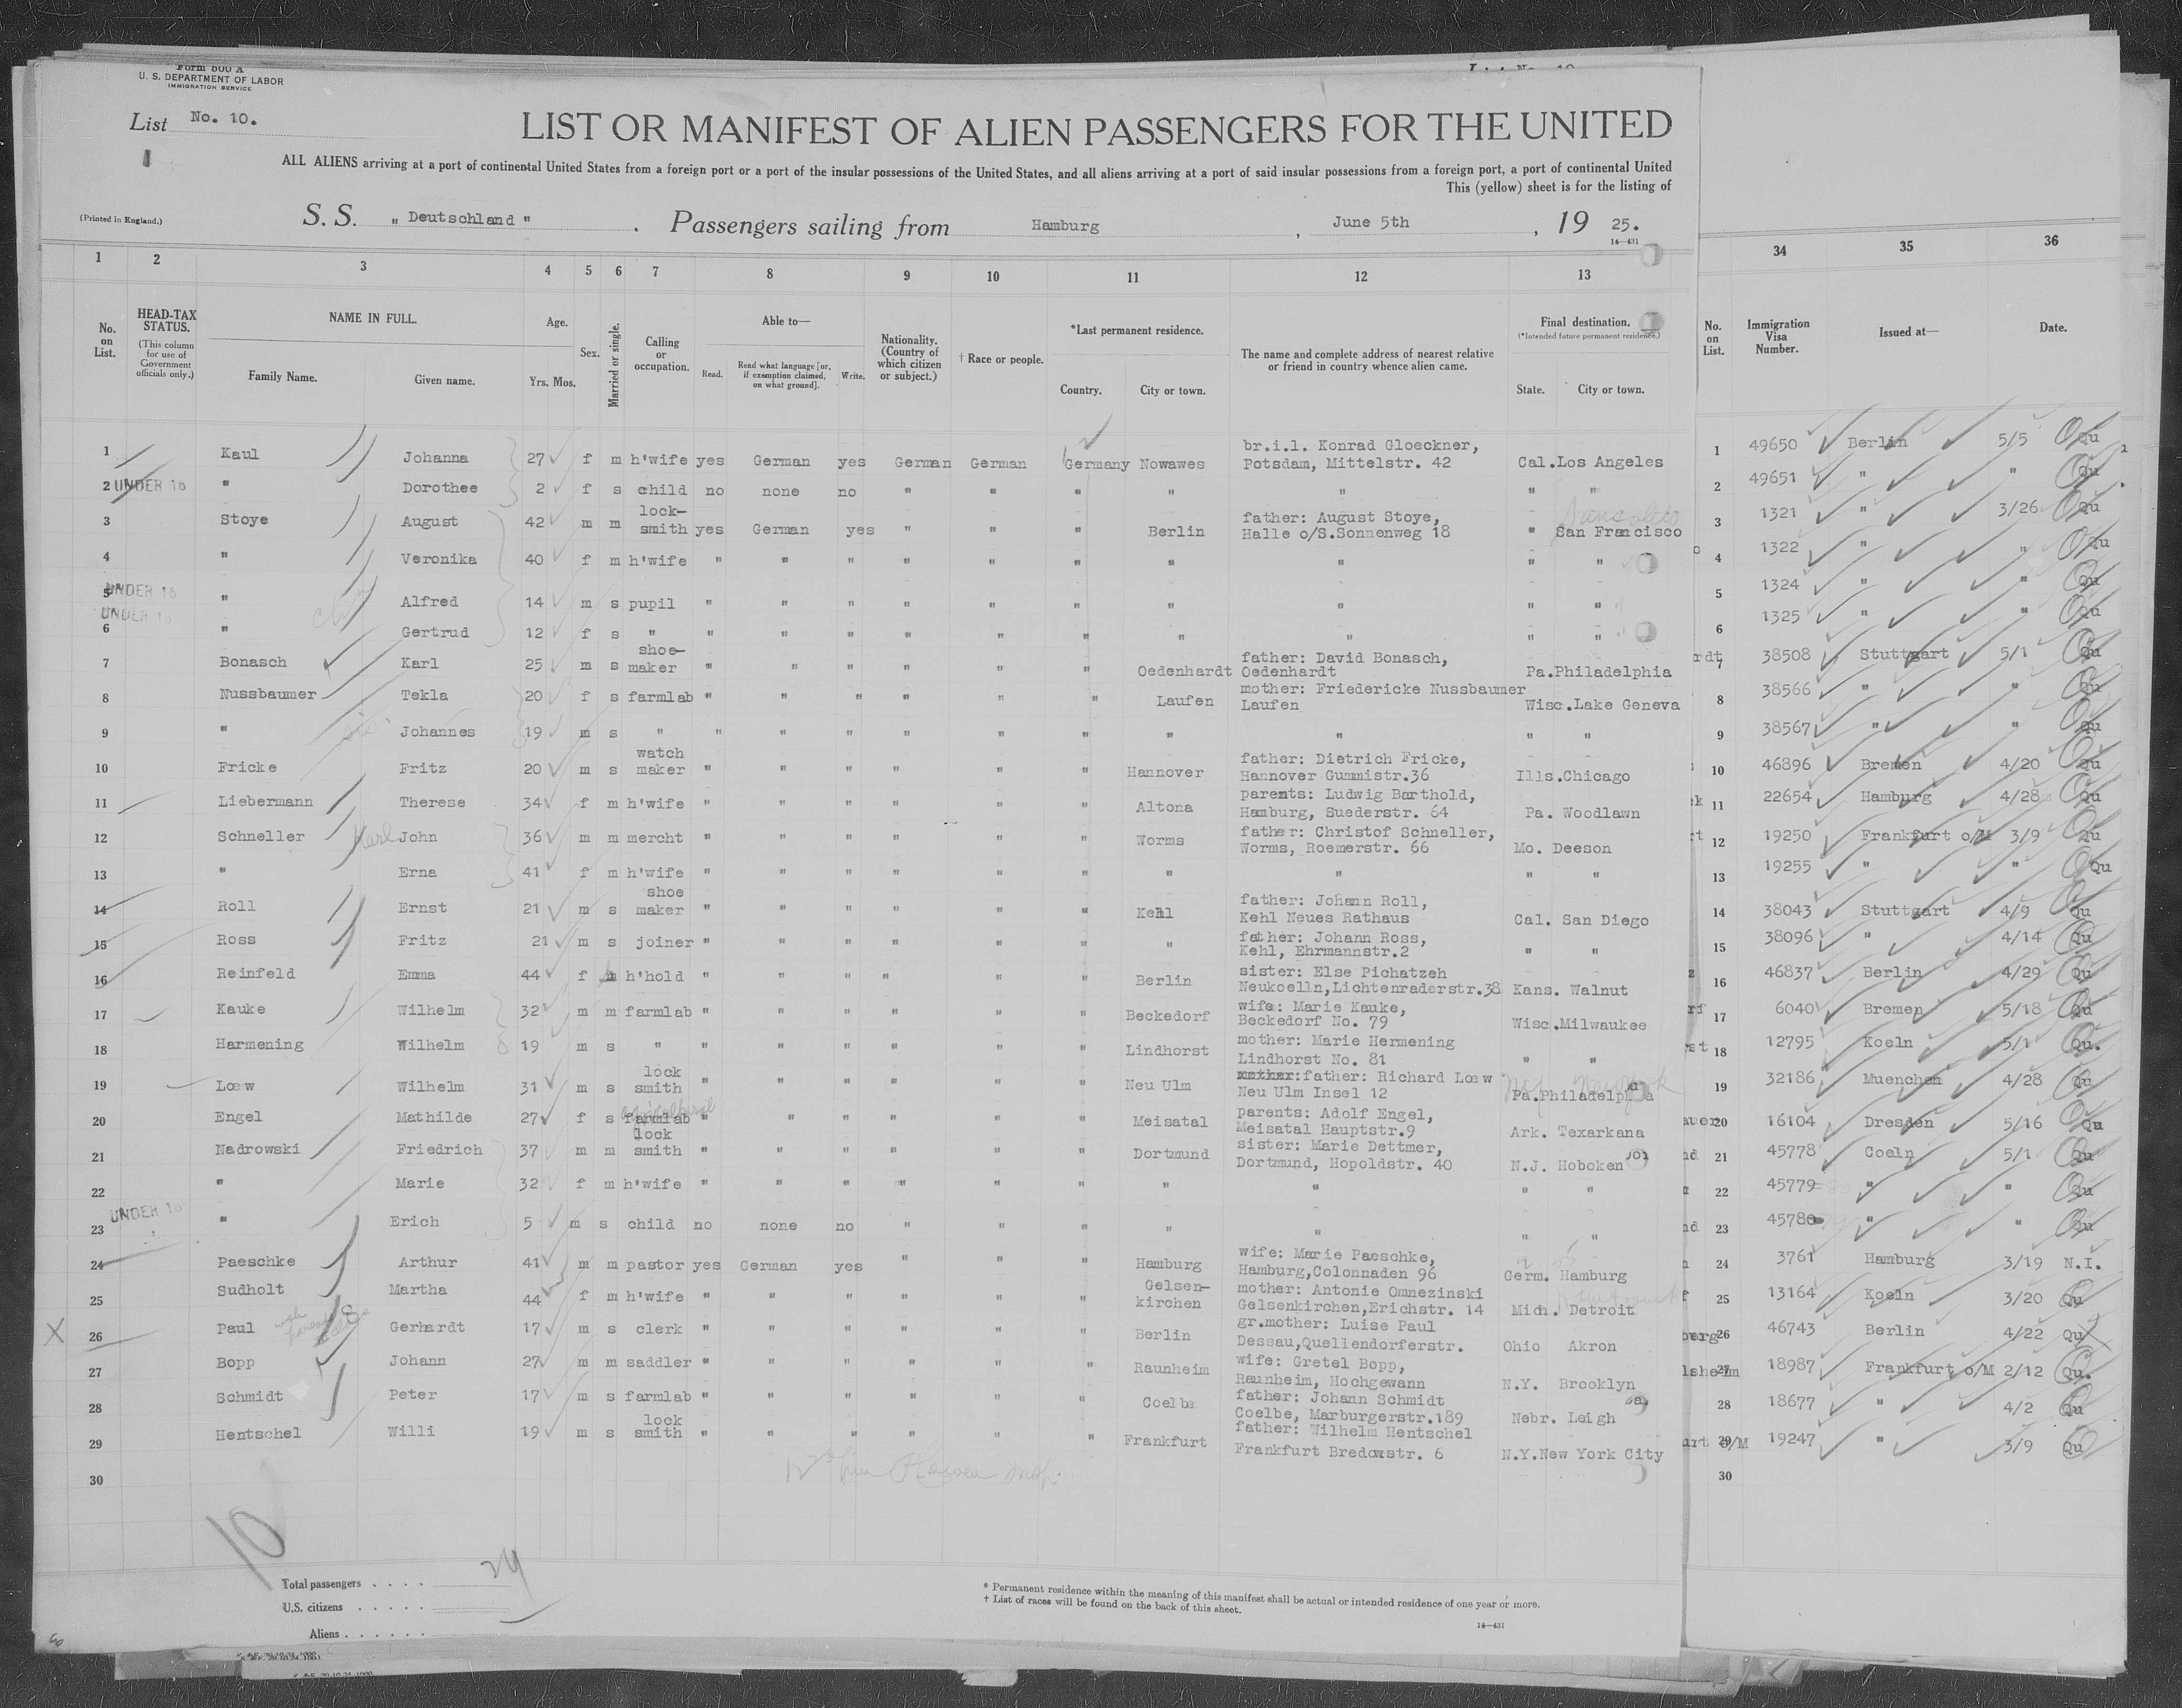 Form 500 A
U. S. DEPARTMENT OF LABOR
IMMIGRATION SERVICE
List No. 10.
LIST OR MANIFEST OF ALIEN PASSENGERS FOR THE UNITED
ALL ALIENS arriving at a port of continental United States from a foreign port or a port of the insular possessions of the United States, and all aliens arriving at a port of said insular possessions from a foreign port, a port of continental United
This (yellow) sheet is for the listing of
(Printed in England.)
S. S. " Deutschland " . Passengers sailing from Hamburg , June 5th , 19 25.
14—431
1 2 3 4 5 6 7 8 9 10 11 12 13 34 35 36
No. on List.
HEAD-TAX STATUS. (This column for use of Government officials only.)
NAME IN FULL.
Family Name. Given name.
Age.
Yrs. Mos.
Sex.
Married or single.
Calling or occupation.
Able to—
Read. Read what language [or, if exemption claimed, on what ground]. Write.
Nationality. (Country of which citizen or subject.)
† Race or people.
*Last permanent residence.
Country. City or town.
The name and complete address of nearest relative or friend in country whence alien came.
Final destination.
(*Intended future permanent residence.)
State. City or town.
No. on List.
Immigration Visa Number.
Issued at—
Date.
1 Kaul Johanna 27 f m h'wife yes German yes German German Germany Nowawes br.i.l. Konrad Gloeckner, Potsdam, Mittelstr. 42 Cal. Los Angeles 1 49650 Berlin 5/5 Qu
2 UNDER 16 " Dorothee 2 f s child no none no " " " " " " " 2 49651 " " Qu
3 Stoye August 42 m m lock-smith yes German yes " " " Berlin father: August Stoye, Halle o/S.Sonnenweg 18 " San Francisco 3 1321 " 3/26 Qu
4 " Veronika 40 f m h'wife " " " " " " " " " " 4 1322 " " Qu
5 UNDER 16 " Alfred 14 m s pupil " " " " " " " " " " 5 1324 " " Qu
6 UNDER 16 " Gertrud 12 f s " " " " " " " " " " " 6 1325 " " Qu
7 Bonasch Karl 25 m s shoe-maker " " " " " " Oedenhardt father: David Bonasch, Oedenhardt Pa. Philadelphia 7 38508 Stuttgart 5/1 Qu
8 Nussbaumer Tekla 20 f s farmlab " " " " " " Laufen mother: Friedericke Nussbaumer Laufen Wisc. Lake Geneva 8 38566 " " Qu
9 " Johannes 19 m s " " " " " " " " " " " 9 38567 " " Qu
10 Fricke Fritz 20 m s watch maker " " " " " " Hannover father: Dietrich Fricke, Hannover Gummistr.36 Ills. Chicago 10 46896 Bremen 4/20 Qu
11 Liebermann Therese 34 f m h'wife " " " " " " Altona parents: Ludwig Barthold, Hamburg, Suederstr. 64 Pa. Woodlawn 11 22654 Hamburg 4/28 Qu
12 Schneller Karl John 36 m m mercht " " " " " " Worms father: Christof Schneller, Worms, Roemerstr. 66 Mo. Deeson 12 19250 Frankfurt o/M 3/9 Qu
13 " Erna 41 f m h'wife " " " " " " " " " " 13 19255 " " Qu
14 Roll Ernst 21 m s shoe maker " " " " " " Kehl father: Johann Roll, Kehl Neues Rathaus Cal. San Diego 14 38043 Stuttgart 4/9 Qu
15 Ross Fritz 21 m s joiner " " " " " " " father: Johann Ross, Kehl, Ehrmannstr.2 " " 15 38096 " 4/14 Qu
16 Reinfeld Emma 44 f m h'hold " " " " " " Berlin sister: Else Pichatzeh Neukoelln,Lichtenraderstr.38 Kans. Walnut 16 46837 Berlin 4/29 Qu
17 Kauke Wilhelm 32 m m farmlab " " " " " " Beckedorf wife: Marie Kauke, Beckedorf No. 79 Wisc. Milwaukee 17 6040 Bremen 5/18 Qu
18 Harmening Wilhelm 19 m s " " " " " " " Lindhorst mother: Marie Hermening Lindhorst No. 81 " " 18 12795 Koeln 5/1 Qu.
19 Loew Wilhelm 31 m s lock smith " " " " " " Neu Ulm mother: father: Richard Loew Neu Ulm Insel 12 Pa. Philadelphia 19 32186 Muenchen 4/28 Qu
20 Engel Mathilde 27 f s farmlab " " " " " " Meisatal parents: Adolf Engel, Meisatal Hauptstr.9 Ark. Texarkana 20 16104 Dresden 5/16 Qu
21 Nadrowski Friedrich 37 m m lock smith " " " " " " Dortmund sister: Marie Dettmer, Dortmund, Hopoldstr. 40 N.J. Hoboken 21 45778 Coeln 5/1 Qu
22 " Marie 32 f m h'wife " " " " " " " " " " 22 45779 " " Qu
23 UNDER 16 " Erich 5 m s child no none no " " " " " " " 23 45780 " " Qu
24 Paeschke Arthur 41 m m pastor yes German yes " " " Hamburg wife: Marie Paeschke, Hamburg,Colonnaden 96 Germ. Hamburg 24 3761 Hamburg 3/19 N.I.
25 Sudholt Martha 44 f m h'wife " " " " " " Gelsen-kirchen mother: Antonie Omnezinski Gelsenkirchen,Erichstr. 14 Mich. Detroit 25 13164 Koeln 3/20 Qu
X 26 Paul Gerhardt 17 m s clerk " " " " " " Berlin gr.mother: Luise Paul Dessau,Quellendorferstr. Ohio Akron 26 46743 Berlin 4/22 Qu
27 Bopp Johann 27 m m saddler " " " " " " Raunheim wife: Gretel Bopp, Raunheim, Hochgewann N.Y. Brooklyn 27 18987 Frankfurt o/M 2/12 Qu.
28 Schmidt Peter 17 m s farmlab " " " " " " Coelbe father: Johann Schmidt Coelbe, Marburgerstr.189 Nebr. Leigh 28 18677 " 4/2 Qu
29 Hentschel Willi 19 m s lock smith " " " " " " Frankfurt father: Wilhelm Hentschel Frankfurt Bredowstr. 6 N.Y. New York City 29 19247 " 3/9 Qu
30 30
10
Total passengers . . . . 29
U.S. citizens . . . . .
Aliens . . . . . .
* Permanent residence within the meaning of this manifest shall be actual or intended residence of one year or more.
† List of races will be found on the back of this sheet.
14—431